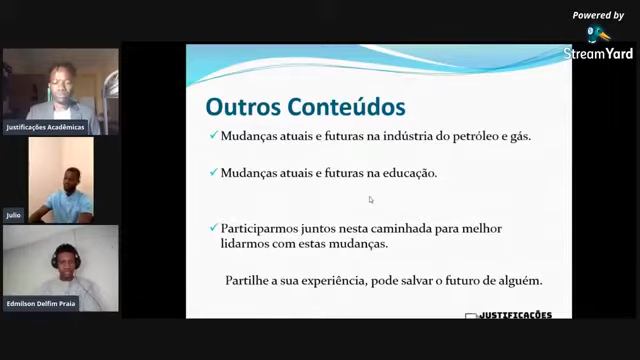 Powered by
StreamYard
Justificações Acadêmicas
Julio
Edmilson Delfim Praia
Outros Conteúdos
Mudanças atuais e futuras na indústria do petróleo e gás.
Mudanças atuais e futuras na educação.
Participarmos juntos nesta caminhada para melhor
lidarmos com estas mudanças.
Partilhe a sua experiência, pode salvar o futuro de alguém.
JUSTIFICAÇÕES